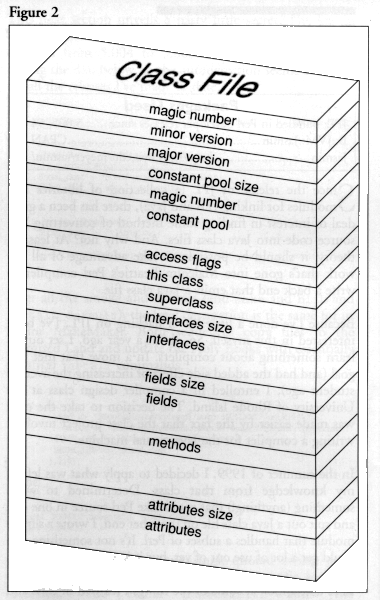 Figure 2
Class File
magic number
minor version
major version
constant pool size
magic number
constant pool
access flags
this class
superclass
interfaces size
interfaces
fields size
fields
methods
attributes size
attributes